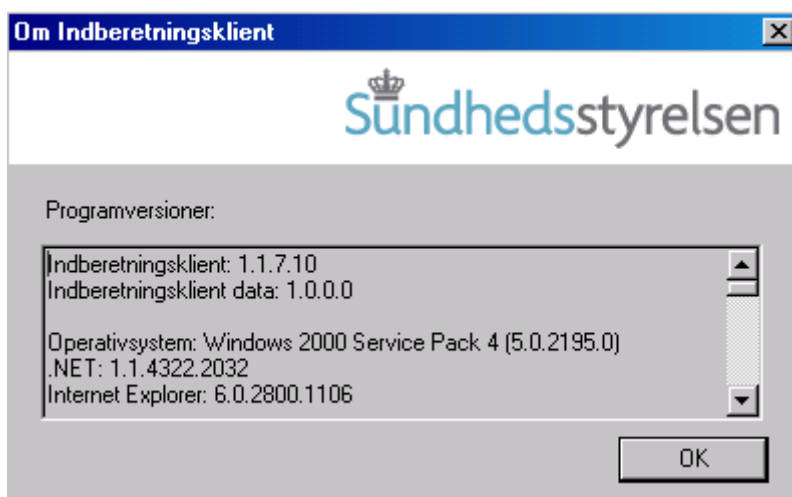 Om Indberetningsklient
Sundhedsstyrelsen
Programversioner:
Indberetningsklient: 1.1.7.10
Indberetningsklient data: 1.0.0.0
Operativsystem: Windows 2000 Service Pack 4 (5.0.2195.0)
.NET: 1.1.4322.2032
Internet Explorer: 6.0.2800.1106
OK